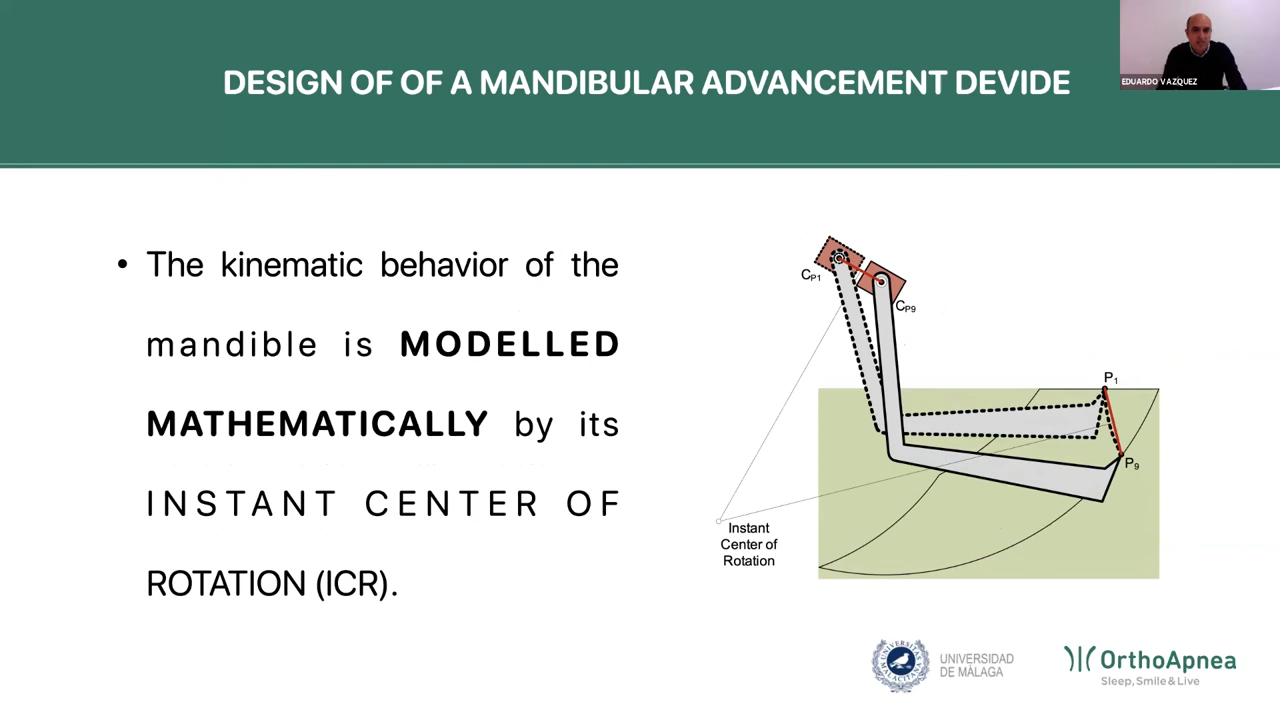 DESIGN OF OF A MANDIBULAR ADVANCEMENT DEVIDE
EDUARDO VAZQUEZ
• The kinematic behavior of the
mandible is MODELLED
MATHEMATICALLY by its
INSTANT CENTER OF
ROTATION (ICR).
CP1
CP9
P1
P9
Instant
Center of
Rotation
UNIVERSIDAD
DE MÁLAGA
OrthoApnea
Sleep, Smile & Live